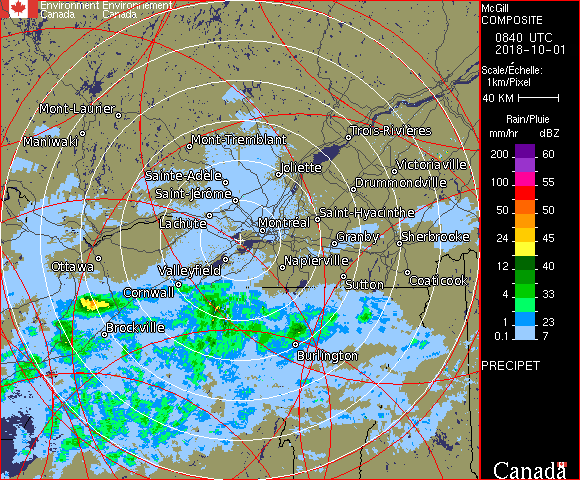 Environment Environnement
Canada Canada
McGill
COMPOSITE
0840 UTC
2018-10-01
Scale/Échelle:
1km/Pixel
40 KM
Rain/Pluie
mm/hr dBZ
200 60
100 55
50 50
24 45
12 40
4 33
1 23
0.1 7
PRECIPET
Mont-Laurier
Maniwaki
Mont-Tremblant
Trois-Rivières
Sainte-Adèle
Joliette
Victoriaville
Saint-Jérôme
Drummondville
Lachute
Montréal
Saint-Hyacinthe
Granby
Sherbrooke
Ottawa
Valleyfield
Napierville
Cornwall
Sutton
Coaticook
Brockville
Burlington
Canada